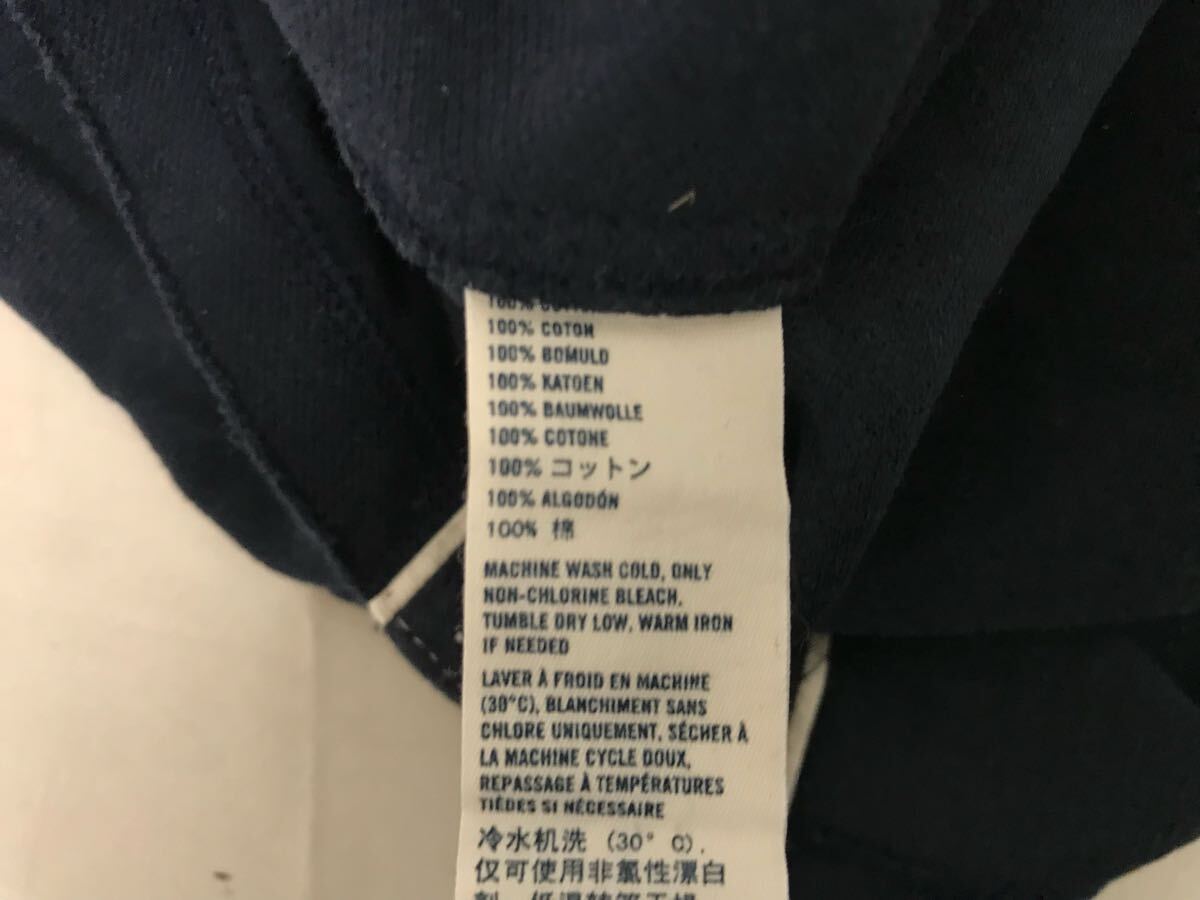 100% COTTON
100% COTON
100% BOMULD
100% KATOEN
100% BAUMWOLLE
100% COTONE
100% コットン
100% ALGODÓN
100% 棉
MACHINE WASH COLD, ONLY
NON-CHLORINE BLEACH,
TUMBLE DRY LOW, WARM IRON
IF NEEDED
LAVER À FROID EN MACHINE
(30°C), BLANCHIMENT SANS
CHLORE UNIQUEMENT, SÉCHER À
LA MACHINE CYCLE DOUX,
REPASSAGE À TEMPÉRATURES
TIÈDES SI NÉCESSAIRE
冷水机洗 (30° C),
仅可使用非氯性漂白